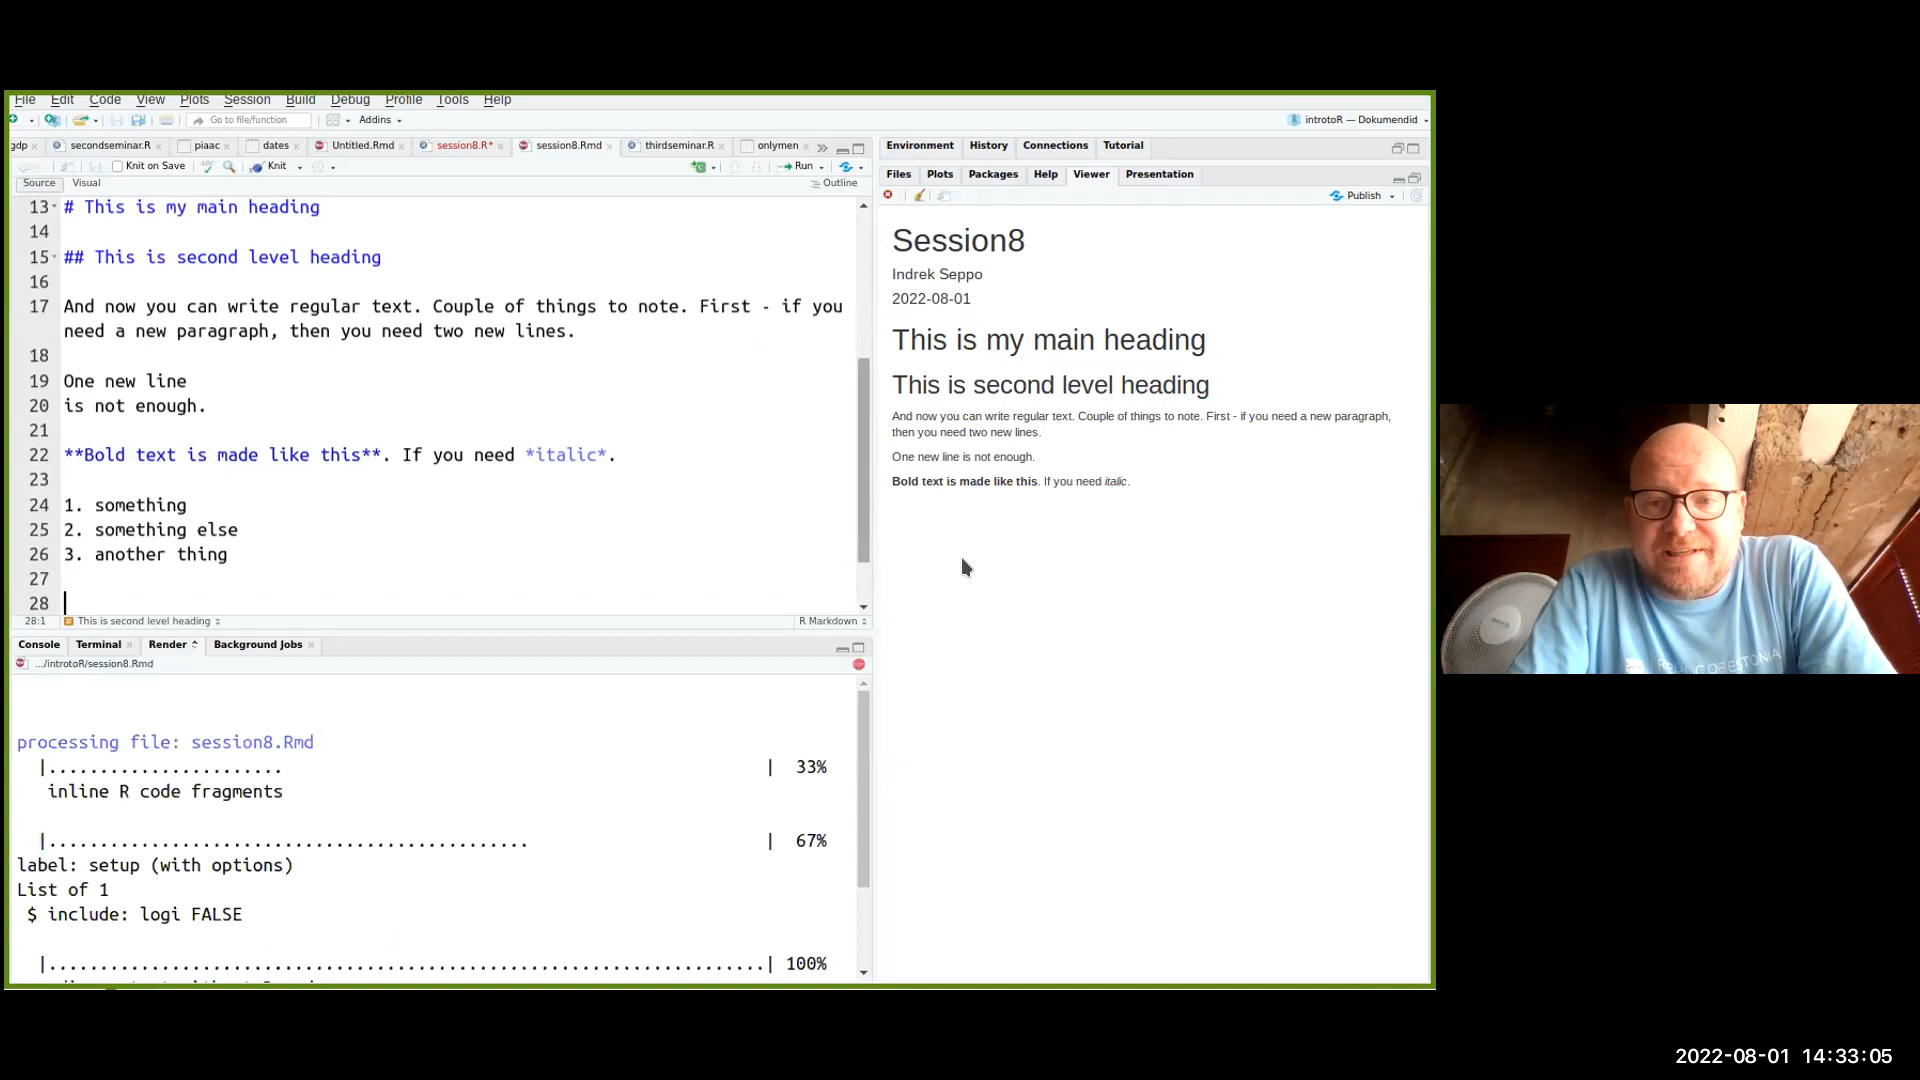 File Edit Code View Plots Session Build Debug Profile Tools Help
Go to file/function Addins introtoR — Dokumendid
gdp secondseminar.R piaac dates Untitled.Rmd session8.R* session8.Rmd thirdseminar.R onlymen
Knit on Save Knit Run
Source Visual Outline
13 # This is my main heading
14
15 ## This is second level heading
16
17 And now you can write regular text. Couple of things to note. First - if you
need a new paragraph, then you need two new lines.
18
19 One new line
20 is not enough.
21
22 **Bold text is made like this**. If you need *italic*.
23
24 1. something
25 2. something else
26 3. another thing
27
28
28:1 This is second level heading R Markdown
Console Terminal Render Background Jobs
.../introtoR/session8.Rmd
processing file: session8.Rmd
|....................... | 33%
inline R code fragments
|............................................... | 67%
label: setup (with options)
List of 1
$ include: logi FALSE
|......................................................................| 100%
Environment History Connections Tutorial
Files Plots Packages Help Viewer Presentation
Publish
Session8
Indrek Seppo
2022-08-01
This is my main heading
This is second level heading
And now you can write regular text. Couple of things to note. First - if you need a new paragraph,
then you need two new lines.
One new line is not enough.
Bold text is made like this. If you need italic.
OF ESTONIA
2022-08-01 14:33:05